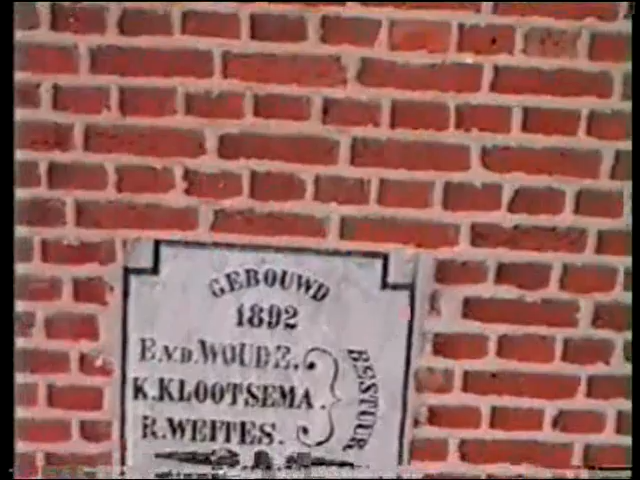 GEBOUWD
1892
E.V.D.WOUDE.
K.KLOOTSEMA.
R.WEITES.
BESTUUR